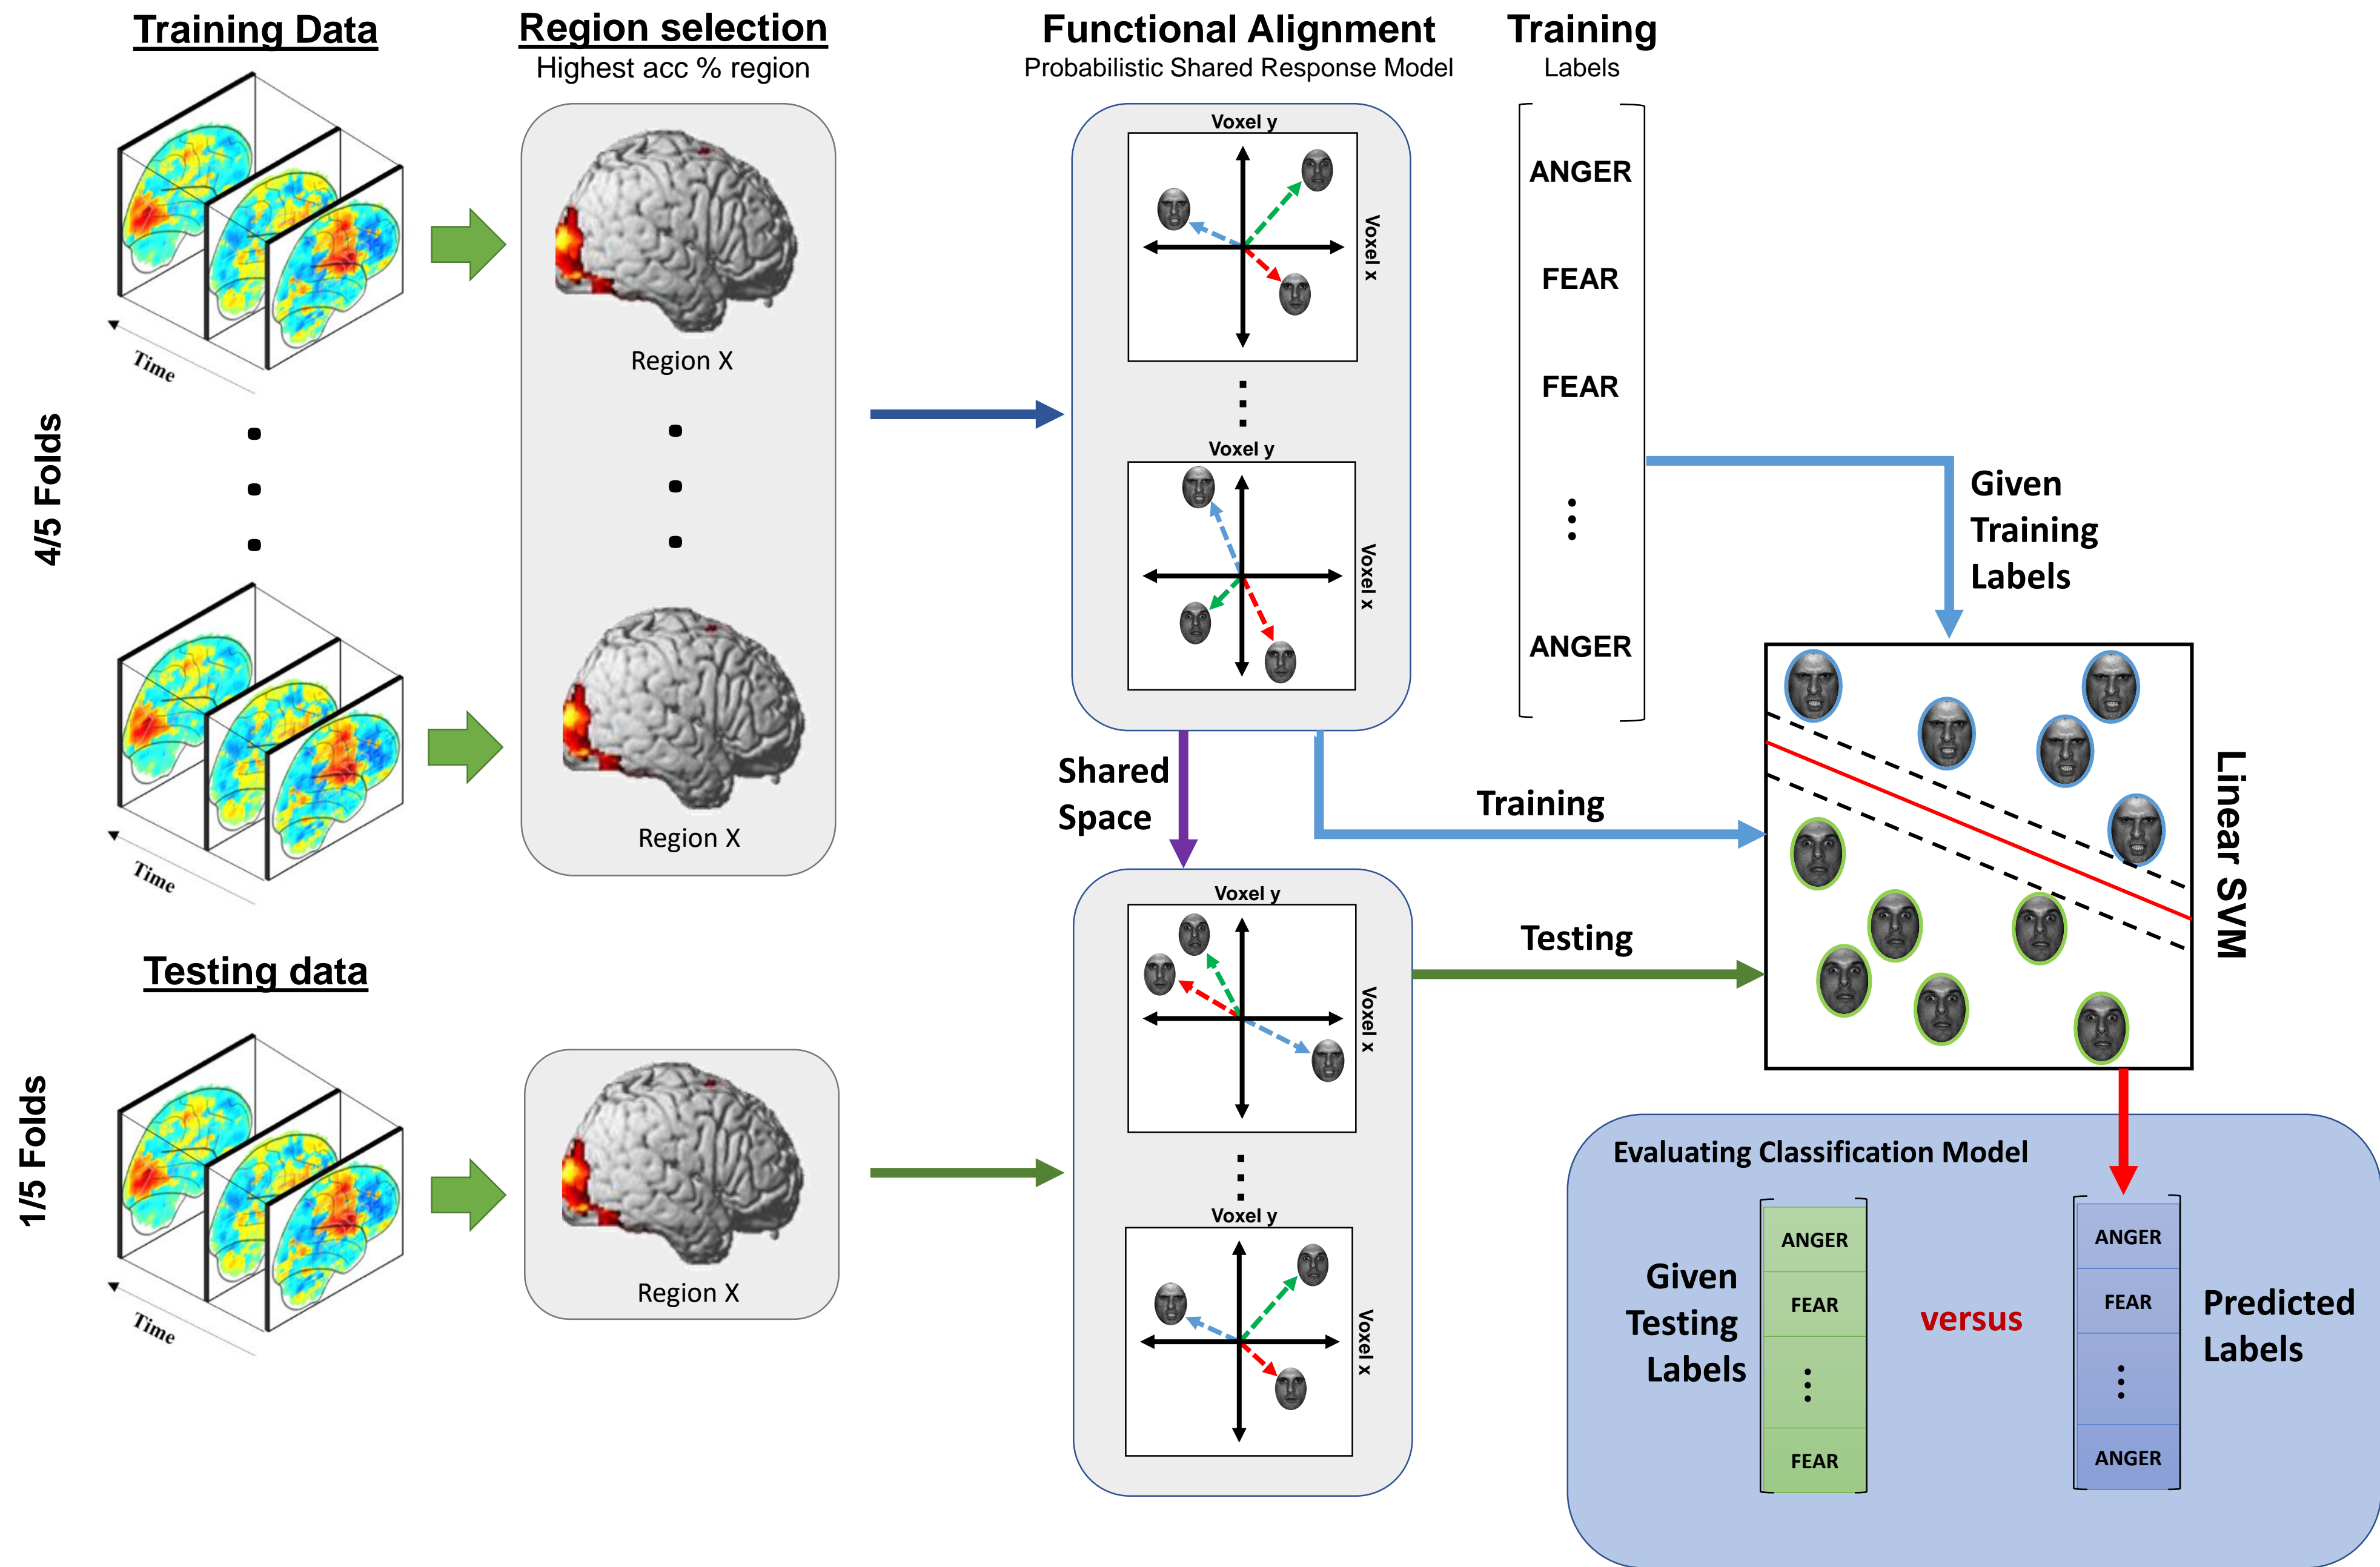 Training Data
Region selection
Highest acc % region
Functional Alignment
Probabilistic Shared Response Model
Training
Labels
4/5 Folds
Time
Region X
Time
Region X
Voxel y
Voxel x
Voxel y
Voxel x
ANGER
FEAR
FEAR
ANGER
Given
Training
Labels
Shared
Space
Training
Testing
Linear SVM
Testing data
1/5 Folds
Time
Region X
Voxel y
Voxel x
Voxel y
Voxel x
Evaluating Classification Model
Given
Testing
Labels
ANGER
FEAR
FEAR
versus
ANGER
FEAR
ANGER
Predicted
Labels